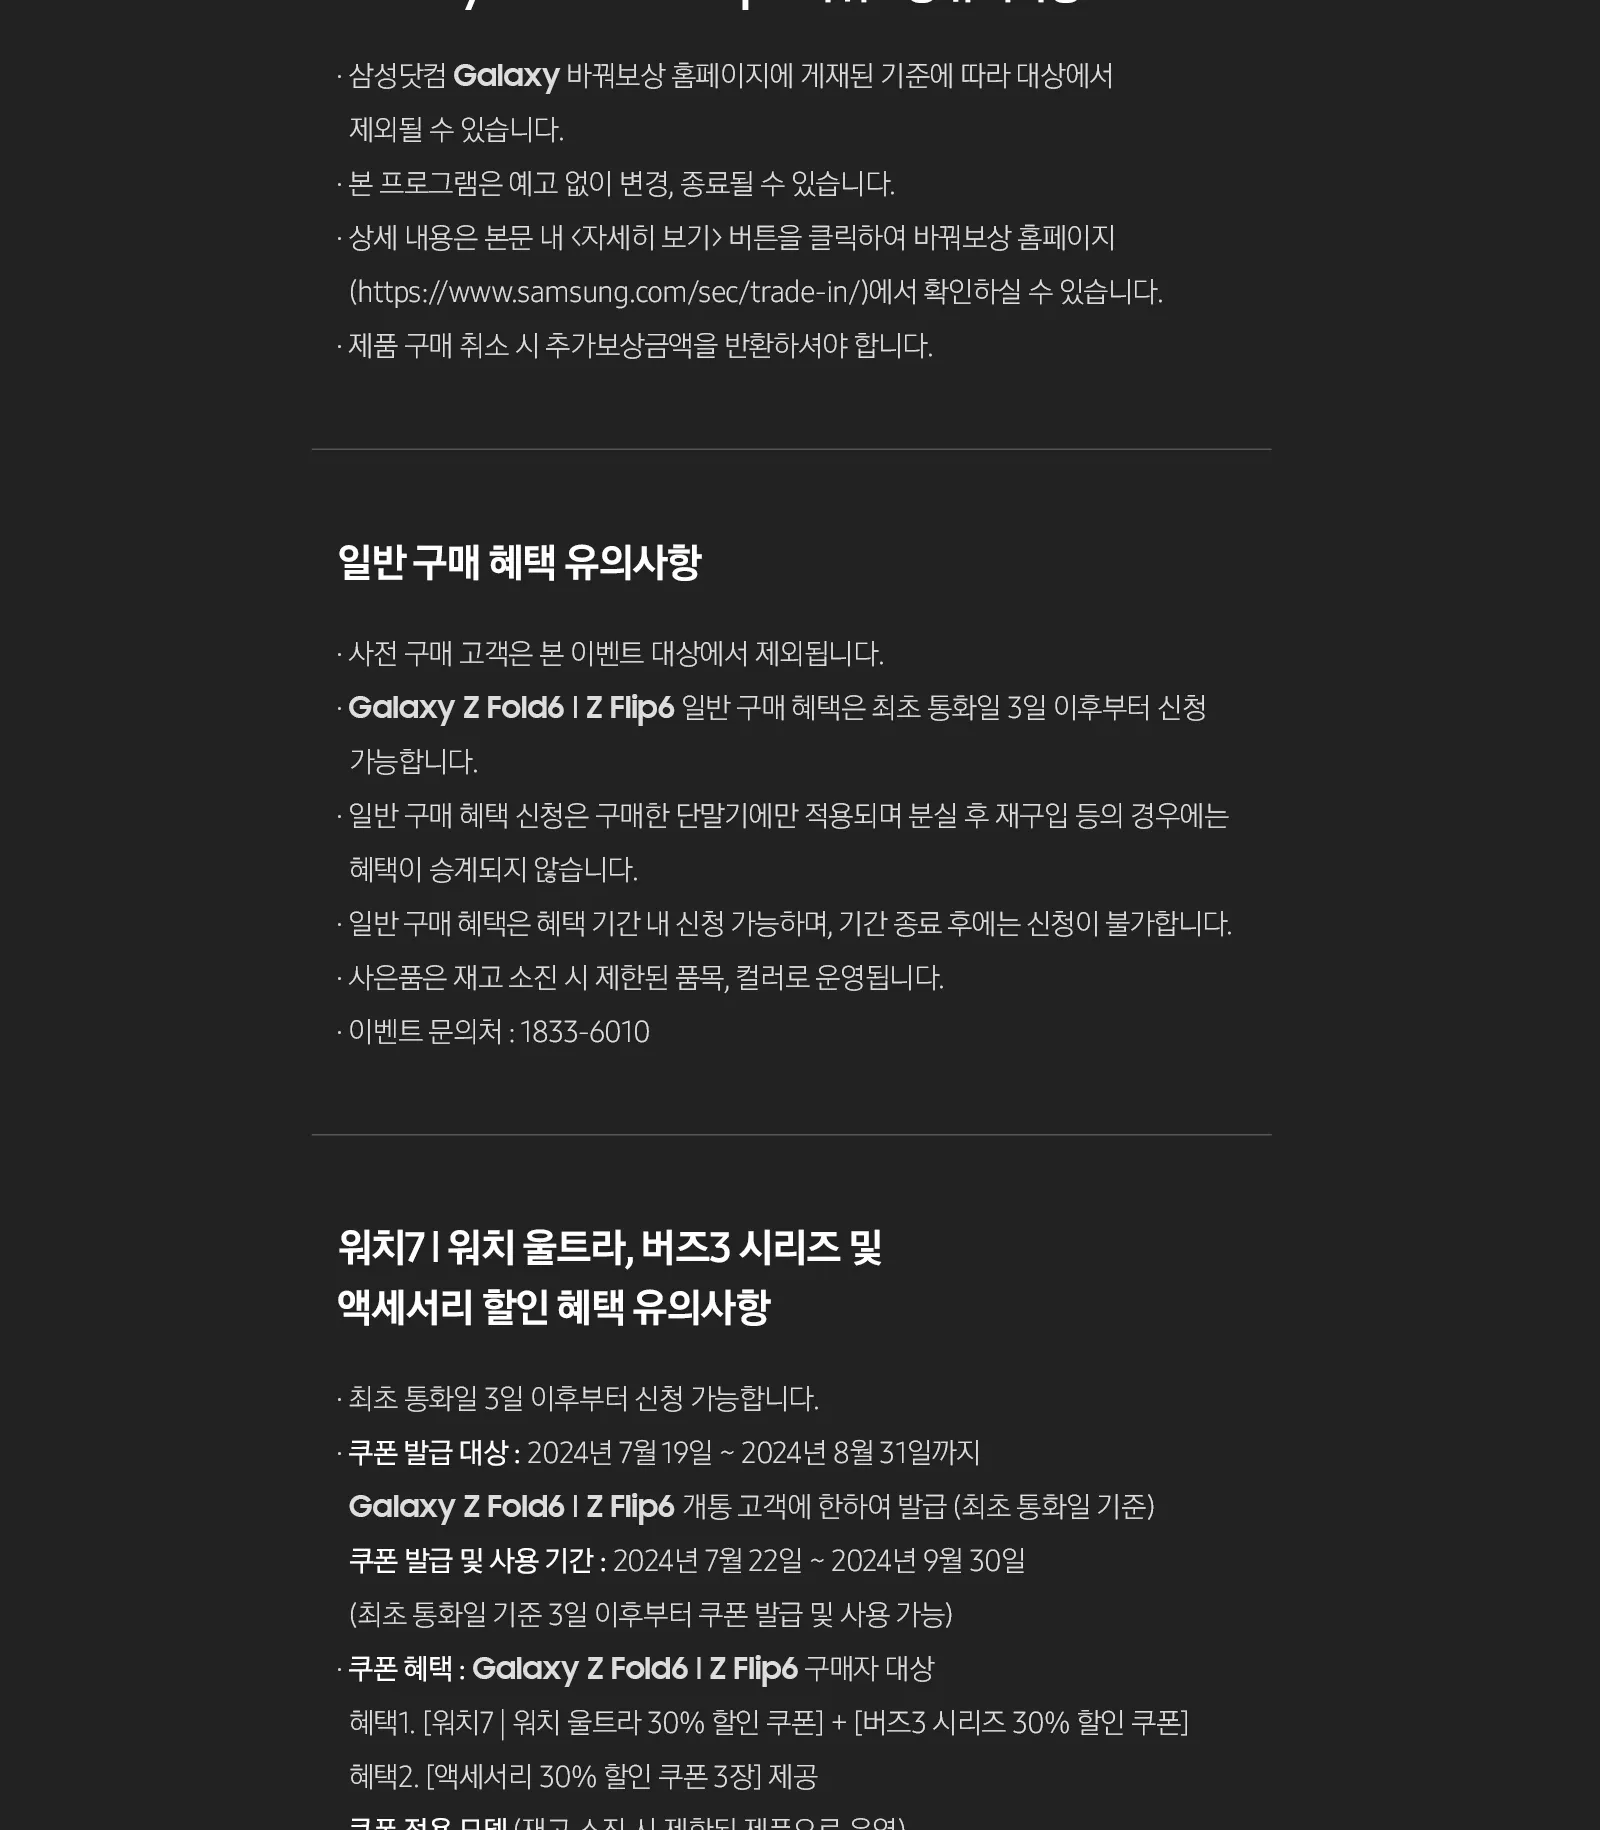 · 삼성닷컴 Galaxy 바꿔보상 홈페이지에 게재된 기준에 따라 대상에서
제외될 수 있습니다.
· 본 프로그램은 예고 없이 변경, 종료될 수 있습니다.
· 상세 내용은 본문 내 <자세히 보기> 버튼을 클릭하여 바꿔보상 홈페이지
(https://www.samsung.com/sec/trade-in/)에서 확인하실 수 있습니다.
· 제품 구매 취소 시 추가보상금액을 반환하셔야 합니다.
일반 구매 혜택 유의사항
· 사전 구매 고객은 본 이벤트 대상에서 제외됩니다.
· Galaxy Z Fold6 | Z Flip6 일반 구매 혜택은 최초 통화일 3일 이후부터 신청
가능합니다.
· 일반 구매 혜택 신청은 구매한 단말기에만 적용되며 분실 후 재구입 등의 경우에는
혜택이 승계되지 않습니다.
· 일반 구매 혜택은 혜택 기간 내 신청 가능하며, 기간 종료 후에는 신청이 불가합니다.
· 사은품은 재고 소진 시 제한된 품목, 컬러로 운영됩니다.
· 이벤트 문의처 : 1833-6010
워치7 | 워치 울트라, 버즈3 시리즈 및
액세서리 할인 혜택 유의사항
· 최초 통화일 3일 이후부터 신청 가능합니다.
· 쿠폰 발급 대상 : 2024년 7월 19일 ~ 2024년 8월 31일까지
Galaxy Z Fold6 | Z Flip6 개통 고객에 한하여 발급 (최초 통화일 기준)
쿠폰 발급 및 사용 기간 : 2024년 7월 22일 ~ 2024년 9월 30일
(최초 통화일 기준 3일 이후부터 쿠폰 발급 및 사용 가능)
· 쿠폰 혜택 : Galaxy Z Fold6 | Z Flip6 구매자 대상
혜택1. [워치7 | 워치 울트라 30% 할인 쿠폰] + [버즈3 시리즈 30% 할인 쿠폰]
혜택2. [액세서리 30% 할인 쿠폰 3장] 제공
쿠폰 적용 모델 (재고 소진 시 제한된 제품으로 운영)